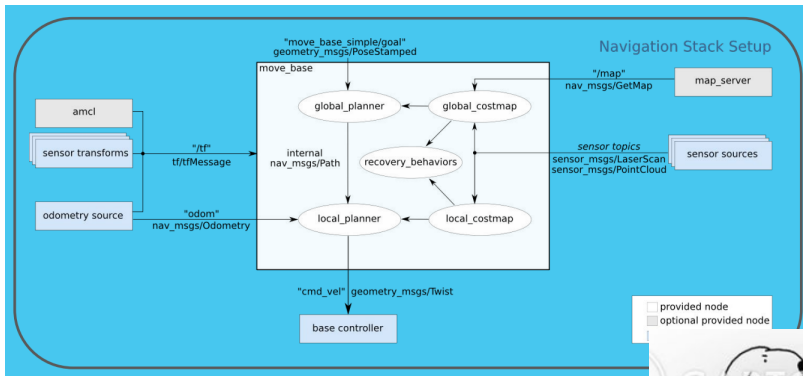 Navigation Stack Setup
"move_base_simple/goal"
geometry_msgs/PoseStamped
move_base
"/map"
nav_msgs/GetMap
map_server
amcl
global_planner
global_costmap
sensor transforms
"/tf"
tf/tfMessage
internal
nav_msgs/Path
recovery_behaviors
sensor topics
sensor_msgs/LaserScan
sensor_msgs/PointCloud
sensor sources
odometry source
"odom"
nav_msgs/Odometry
local_planner
local_costmap
"cmd_vel" geometry_msgs/Twist
base controller
provided node
optional provided node